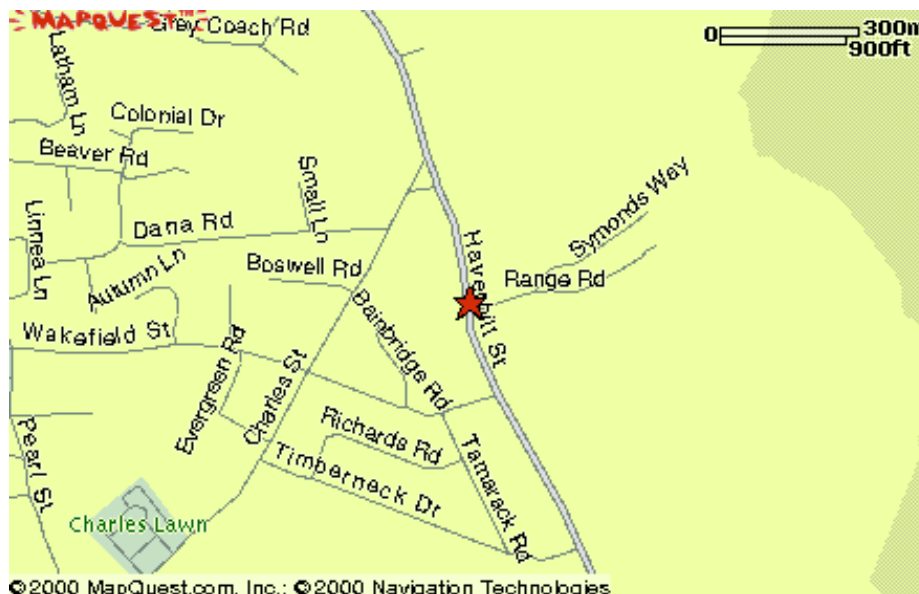 MAPQUEST™
Grey Coach Rd
0 300m
900ft
Latham Ln
Colonial Dr
Beaver Rd
Small Ln
Symonds Way
Linnea Ln
Dana Rd
Autumn Ln
Boswell Rd
Range Rd
Haverhill St
Wakefield St
Bainbridge Rd
Evergreen Rd
Charles St
Richards Rd
Pearl St
Timberneck Dr
Tamarack Rd
Charles Lawn
©2000 MapQuest.com, Inc.; ©2000 Navigation Technologies